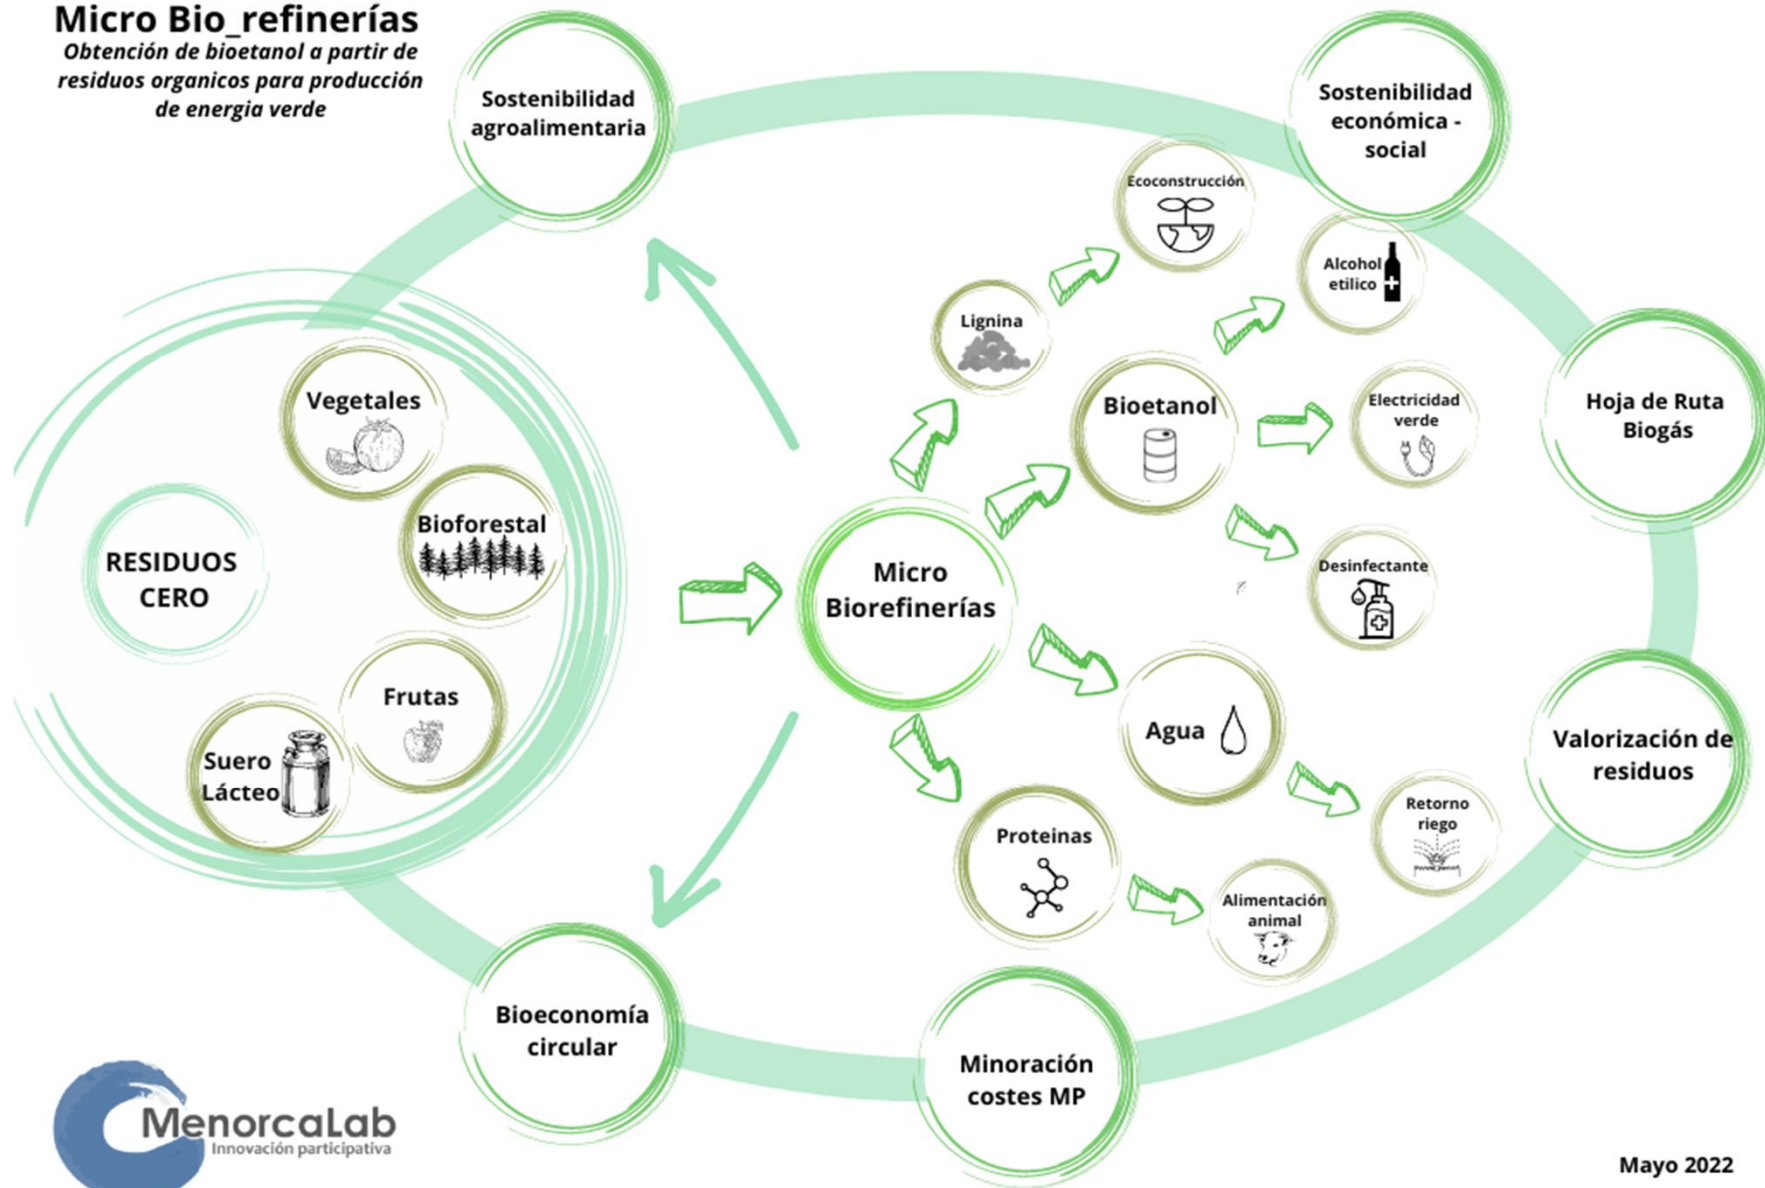 Micro Bio_refinerías
Obtención de bioetanol a partir de
residuos organicos para producción
de energia verde
Sostenibilidad
agroalimentaria
Sostenibilidad
económica -
social
Ecoconstrucción
Alcohol
etilico
Lignina
Vegetales
Bioetanol
Electricidad
verde
Hoja de Ruta
Biogás
Bioforestal
RESIDUOS
CERO
Micro
Biorefinerías
Desinfectante
Frutas
Suero
Lácteo
Agua
Valorización de
residuos
Retorno
riego
Proteinas
Alimentación
animal
Bioeconomía
circular
Minoración
costes MP
MenorcaLab
Innovación participativa
Mayo 2022